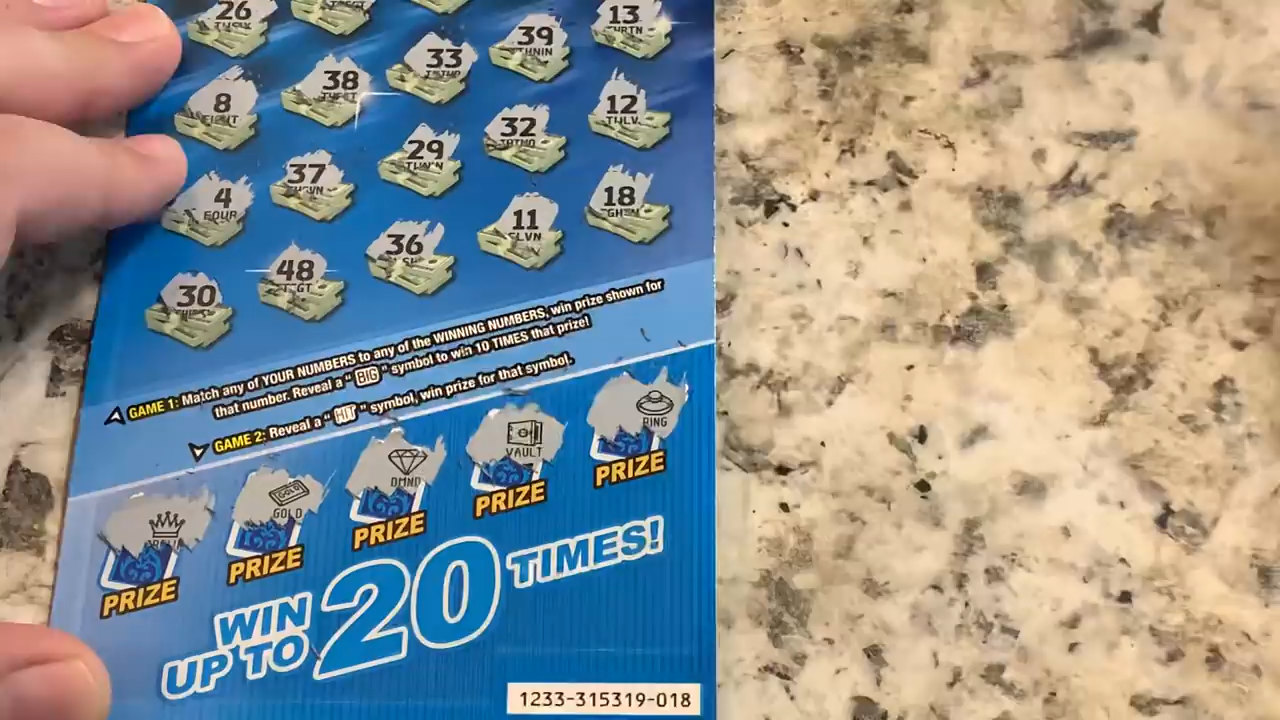 26
13
39
33
38
8
12
32
29
37
4
FOUR
18
11
36
48
30
GAME 1: Match any of YOUR NUMBERS to any of the WINNING NUMBERS, win prize shown for
that number. Reveal a " BIG " symbol to win 10 TIMES that prize!
GAME 2: Reveal a " HIT " symbol, win prize for that symbol.
RING
VAULT
DMND
GOLD
PRIZE PRIZE PRIZE PRIZE PRIZE
WIN
UP TO 20 TIMES!
1233-315319-018